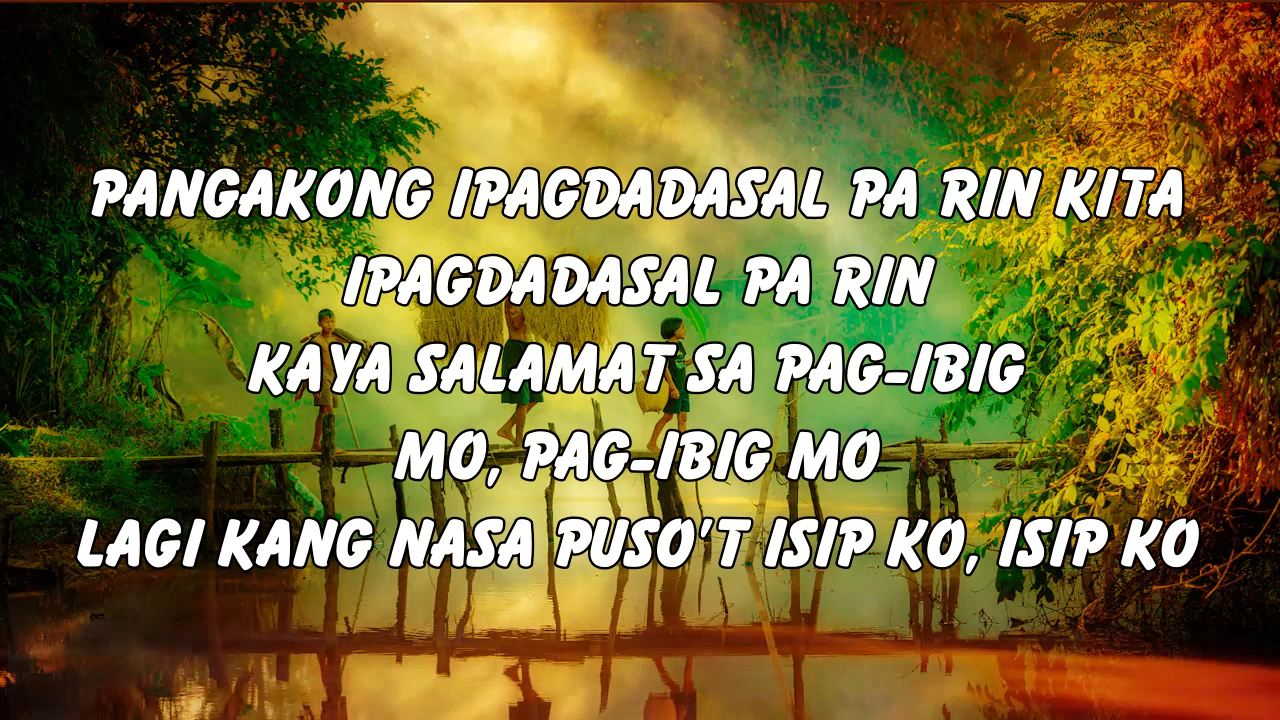 PANGAKONG IPAGDADASAL PA RIN KITA
IPAGDADASAL PA RIN
KAYA SALAMAT SA PAG-IBIG
MO, PAG-IBIG MO
LAGI KANG NASA PUSO'T ISIP KO, ISIP KO